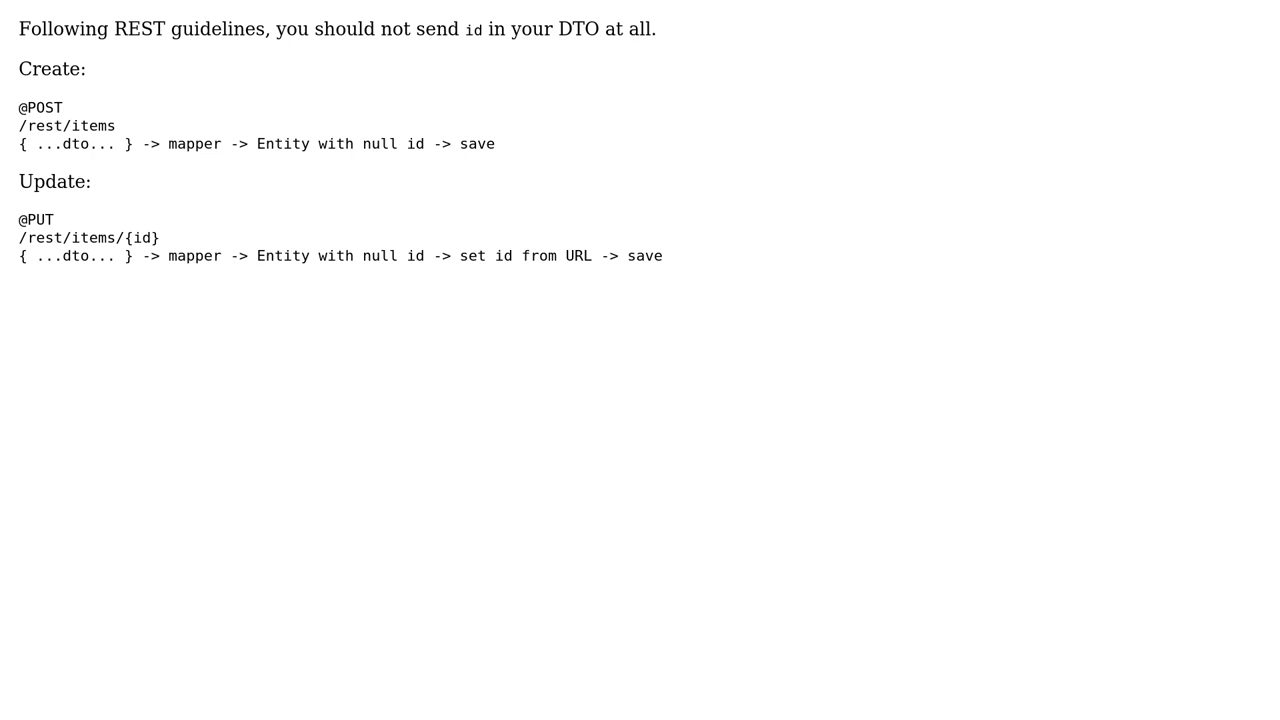 Following REST guidelines, you should not send id in your DTO at all.
Create:
@POST
/rest/items
{ ...dto... } -> mapper -> Entity with null id -> save
Update:
@PUT
/rest/items/{id}
{ ...dto... } -> mapper -> Entity with null id -> set id from URL -> save